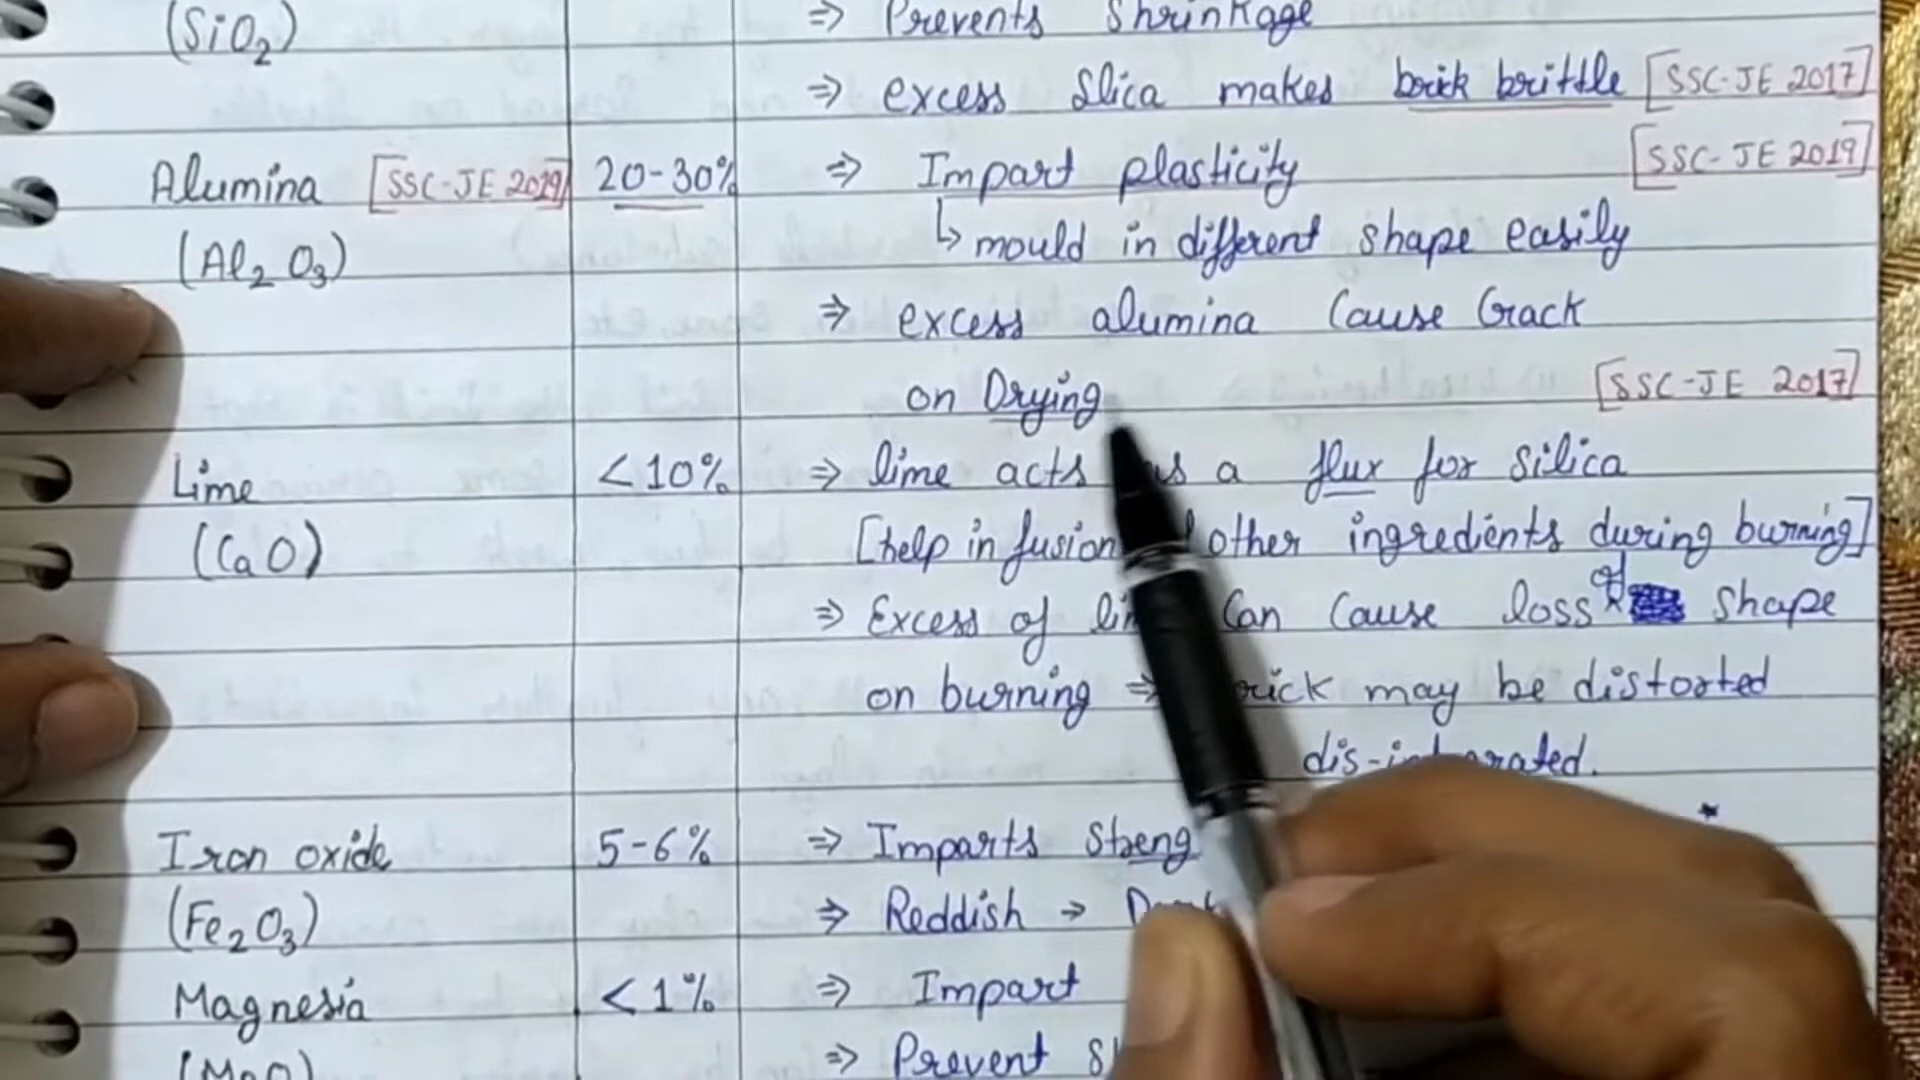 (SiO₂) ⇒ Prevents Shrinkage
⇒ excess Slica makes brick brittle [SSC-JE 2017]
Alumina [SSC-JE 2019] 20-30% ⇒ Impart plasticity [SSC-JE 2019]
(Al₂O₃) ↳ mould in different shape easily
⇒ excess alumina Cause Crack
on Drying [SSC-JE 2017]
Lime <10% ⇒ lime acts as a flux for Silica
(CaO) [help in fusion other ingredients during burning]
⇒ Excess of Can Cause loss of Shape
on burning ⇒ may be distorted
Iron oxide 5-6% ⇒ Imparts
(Fe₂O₃) ⇒ Reddish →
Magnesia <1% ⇒ Impart
⇒ Prevent